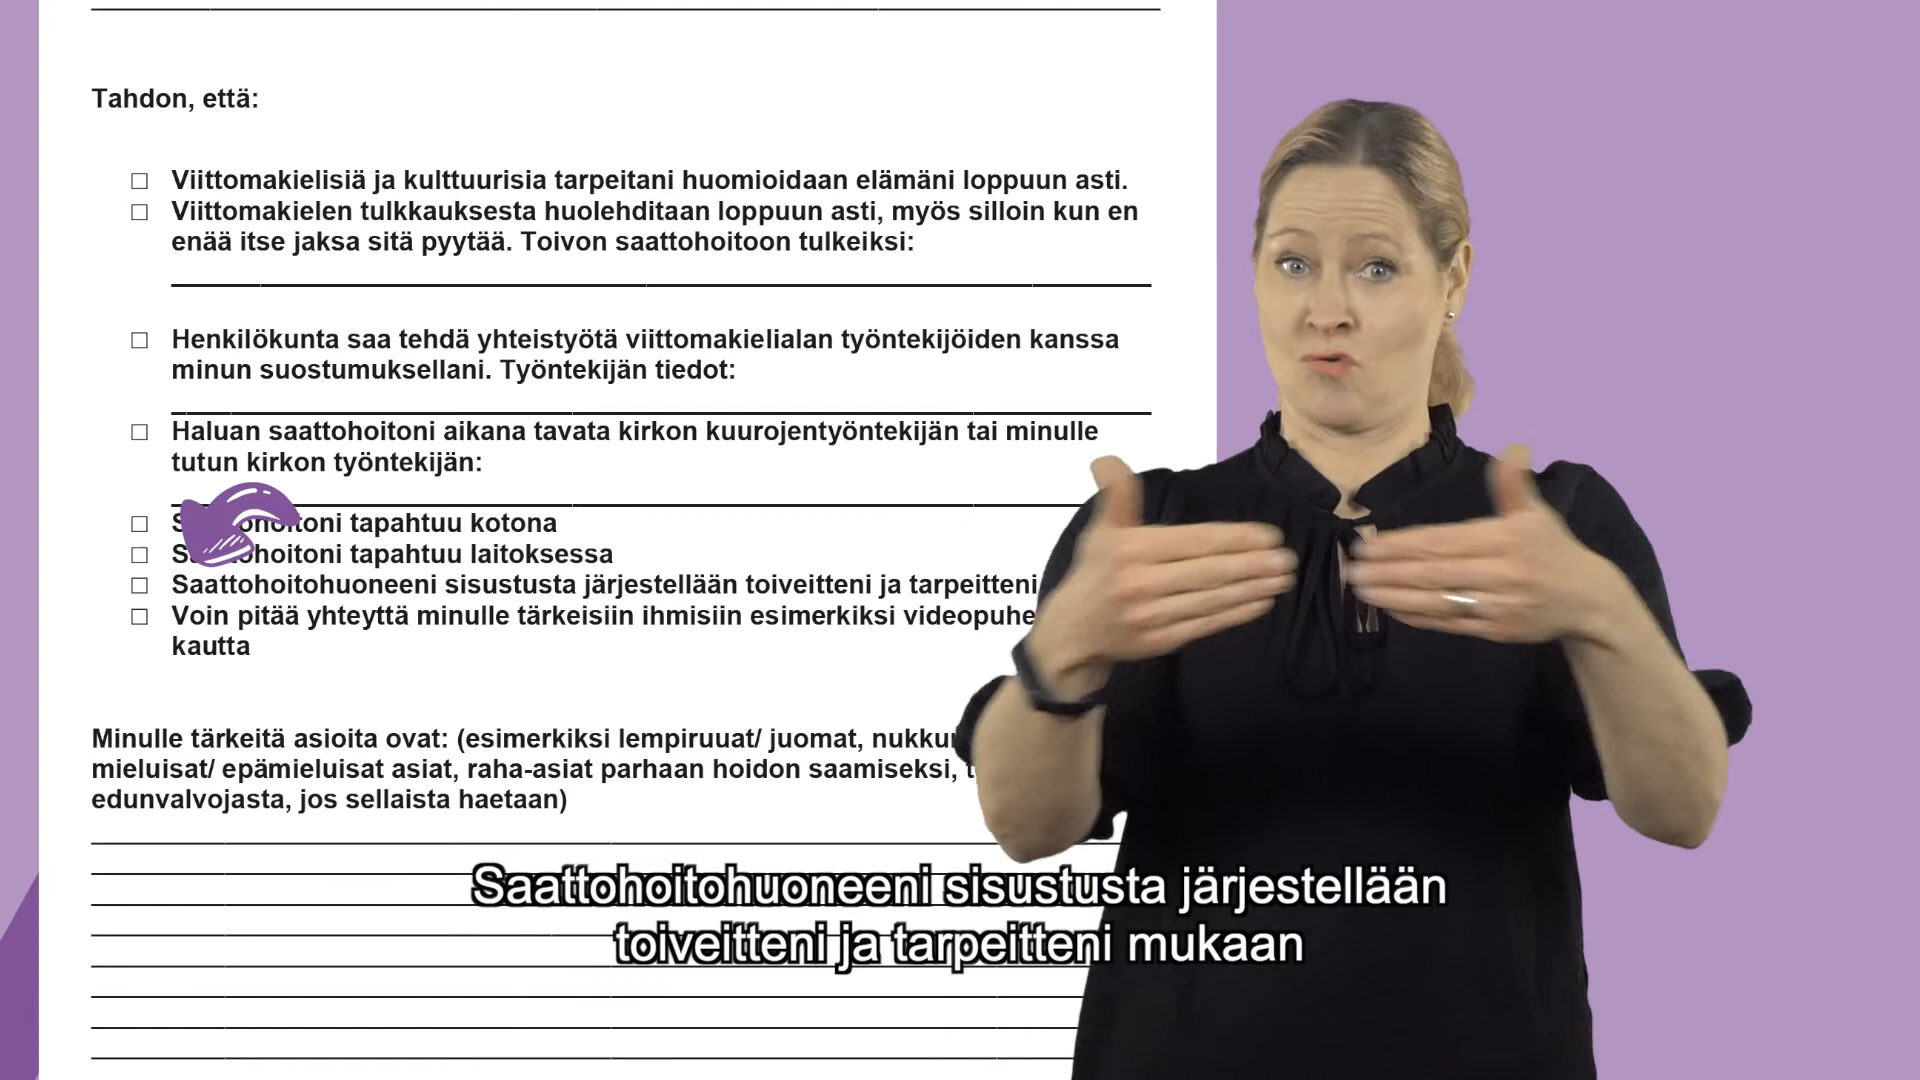 Tahdon, että:
☐ Viittomakielisiä ja kulttuurisia tarpeitani huomioidaan elämäni loppuun asti.
☐ Viittomakielen tulkkauksesta huolehditaan loppuun asti, myös silloin kun en
enää itse jaksa sitä pyytää. Toivon saattohoitoon tulkeiksi:
☐ Henkilökunta saa tehdä yhteistyötä viittomakielialan työntekijöiden kanssa
minun suostumuksellani. Työntekijän tiedot:
☐ Haluan saattohoitoni aikana tavata kirkon kuurojentyöntekijän tai minulle
tutun kirkon työntekijän:
☐ tapahtuu kotona
☐ tapahtuu laitoksessa
☐ Saattohoitohuoneeni sisustusta järjestellään toiveitteni ja tarpeitteni
☐ Voin pitää yhteyttä minulle tärkeisiin ihmisiin esimerkiksi
kautta
Minulle tärkeitä asioita ovat: (esimerkiksi lempiruuat/ juomat,
mieluisat/ epämieluisat asiat, raha-asiat parhaan hoidon saamiseksi,
edunvalvojasta, jos sellaista haetaan)
Saattohoitohuoneeni sisustusta järjestellään
toiveitteni ja tarpeitteni mukaan